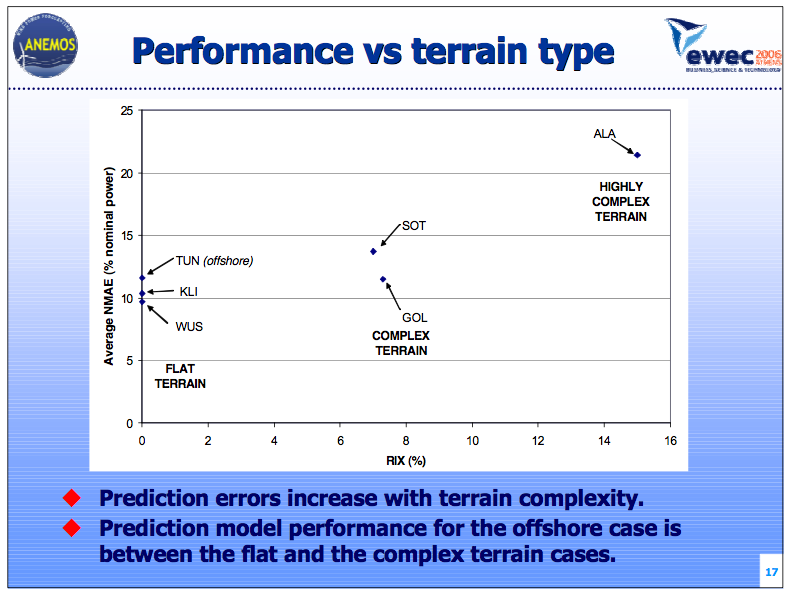 ANEMOS
Performance vs terrain type
ewec 2006
BUSINESS, SCIENCE & TECHNOLOGY
25
20
15
10
5
0
Average NMAE (% nominal power)
ALA
HIGHLY
COMPLEX
TERRAIN
SOT
TUN (offshore)
KLI
WUS
GOL
COMPLEX
TERRAIN
FLAT
TERRAIN
0 2 4 6 8 10 12 14 16
RIX (%)
Prediction errors increase with terrain complexity.
Prediction model performance for the offshore case is
between the flat and the complex terrain cases.
17